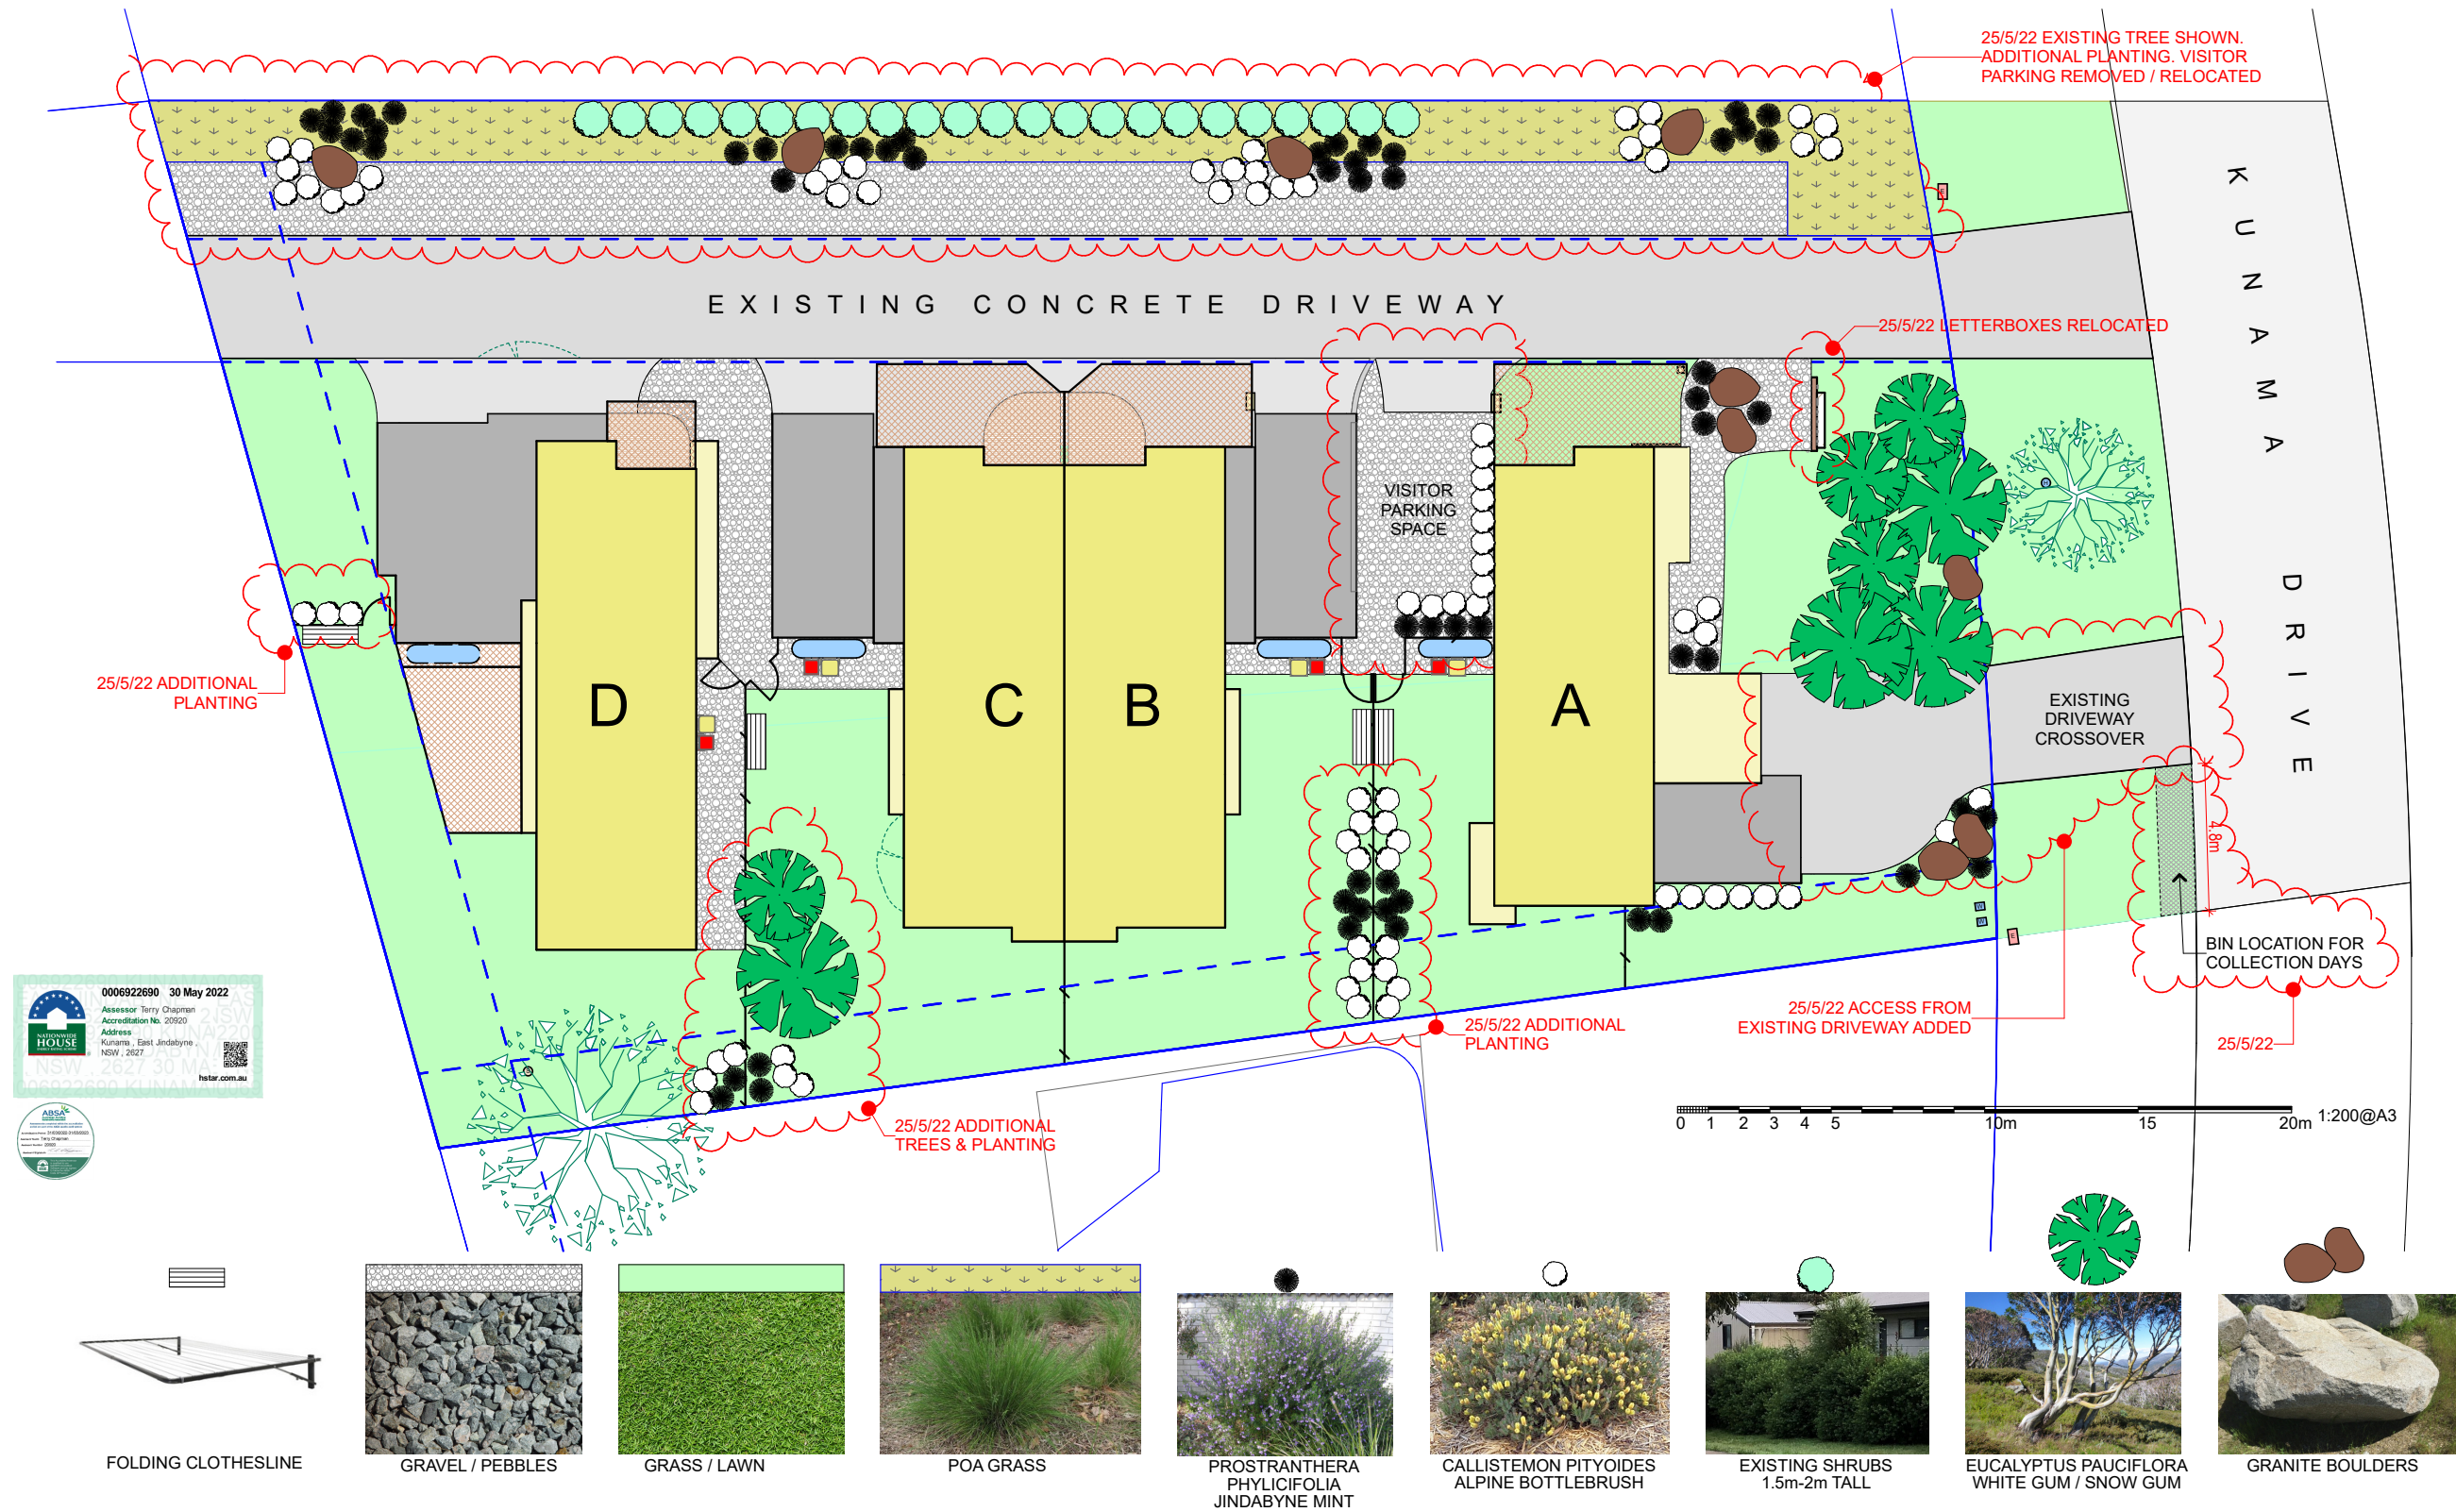 25/5/22 EXISTING TREE SHOWN.
ADDITIONAL PLANTING. VISITOR
PARKING REMOVED / RELOCATED
KUNAMA DRIVE
EXISTING CONCRETE DRIVEWAY
25/5/22 LETTERBOXES RELOCATED
VISITOR
PARKING
SPACE
25/5/22 ADDITIONAL
PLANTING
D
C
B
A
EXISTING
DRIVEWAY
CROSSOVER
4.8m
BIN LOCATION FOR
COLLECTION DAYS
25/5/22 ACCESS FROM
EXISTING DRIVEWAY ADDED
25/5/22
25/5/22 ADDITIONAL
PLANTING
25/5/22 ADDITIONAL
TREES & PLANTING
0006922690 30 May 2022
Assessor Terry Chapman
Accreditation No. 20920
Address
Kunama , East Jindabyne ,
NSW , 2627
hstar.com.au
NATIONWIDE
HOUSE
ABSA
0 1 2 3 4 5 10m 15 20m 1:200@A3
FOLDING CLOTHESLINE
GRAVEL / PEBBLES
GRASS / LAWN
POA GRASS
PROSTRANTHERA
PHYLICIFOLIA
JINDABYNE MINT
CALLISTEMON PITYOIDES
ALPINE BOTTLEBRUSH
EXISTING SHRUBS
1.5m-2m TALL
EUCALYPTUS PAUCIFLORA
WHITE GUM / SNOW GUM
GRANITE BOULDERS